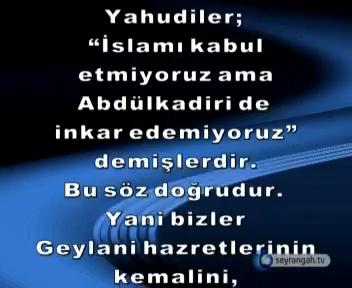 Yahudiler;
“İslamı kabul
etmiyoruz ama
Abdülkadiri de
inkar edemiyoruz”
demişlerdir.
Bu söz doğrudur.
Yani bizler
Geylani hazretlerinin
seyrangah.tv
kemalini,